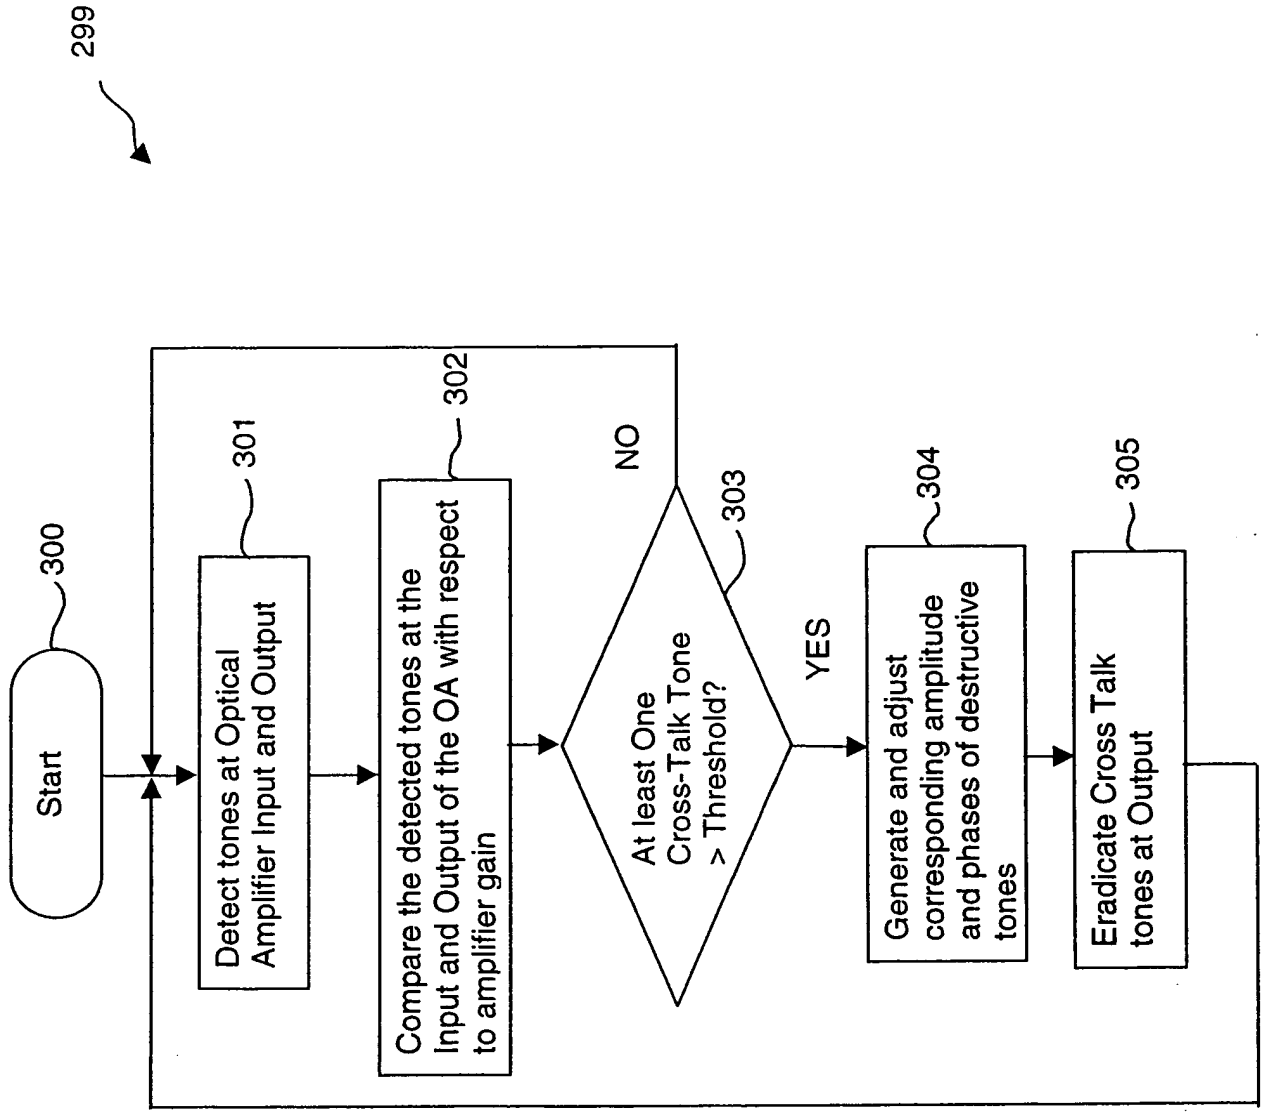 299
Start
300
Detect tones at Optical
Amplifier Input and Output
301
Compare the detected tones at the
Input and Output of the OA with respect
to amplifier gain
302
At least One
Cross-Talk Tone
> Threshold?
303
NO
YES
Generate and adjust
corresponding amplitude
and phases of destructive
tones
304
Eradicate Cross Talk
tones at Output
305